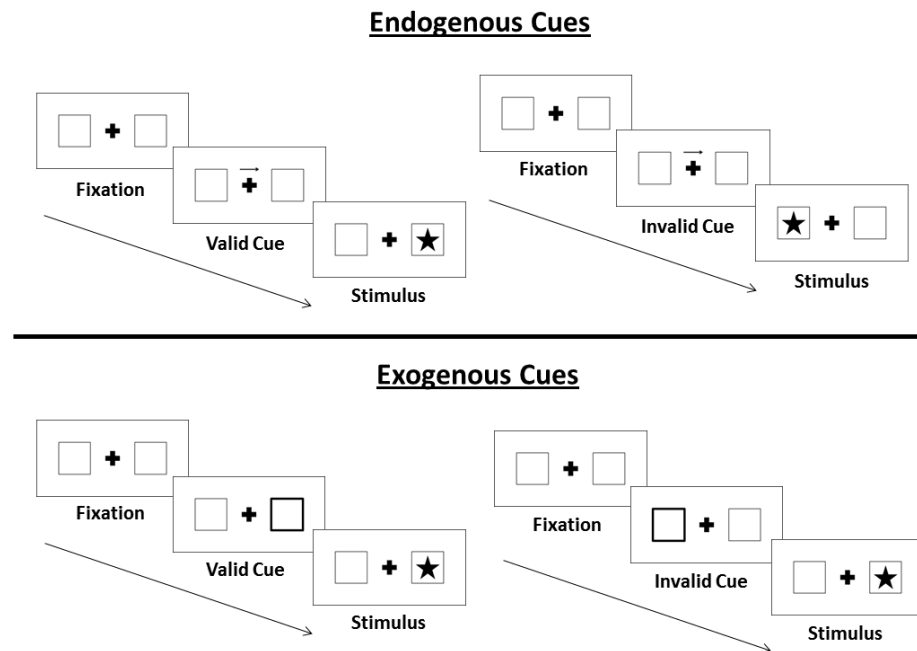 Endogenous Cues
Fixation
Valid Cue
Stimulus
Fixation
Invalid Cue
Stimulus
Exogenous Cues
Fixation
Valid Cue
Stimulus
Fixation
Invalid Cue
Stimulus